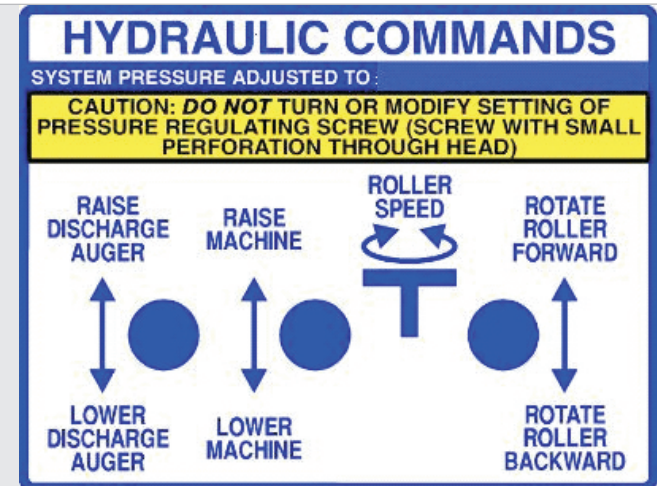 HYDRAULIC COMMANDS
SYSTEM PRESSURE ADJUSTED TO :
CAUTION: DO NOT TURN OR MODIFY SETTING OF
PRESSURE REGULATING SCREW (SCREW WITH SMALL
PERFORATION THROUGH HEAD)
RAISE
DISCHARGE
AUGER
RAISE
MACHINE
ROLLER
SPEED
ROTATE
ROLLER
FORWARD
LOWER
DISCHARGE
AUGER
LOWER
MACHINE
ROTATE
ROLLER
BACKWARD